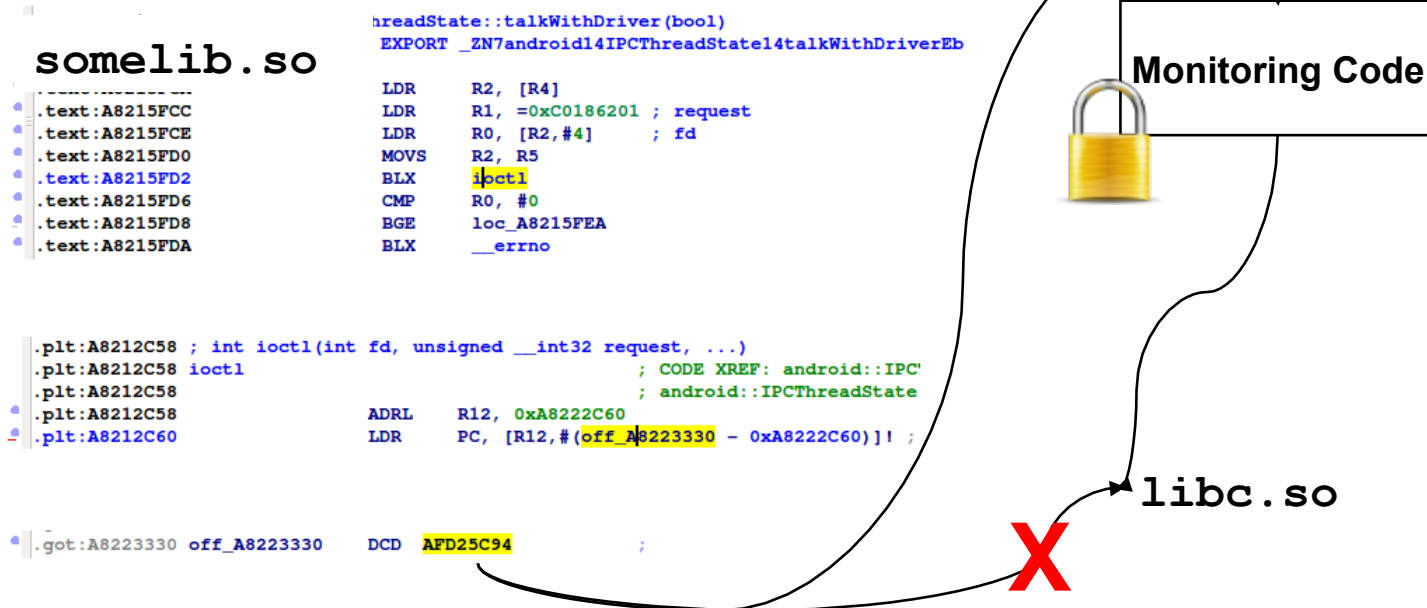 hreadState::talkWithDriver(bool)
EXPORT _ZN7android14IPCThreadState14talkWithDriverEb
somelib.so
LDR R2, [R4]
.text:A8215FCC LDR R1, =0xC0186201 ; request
.text:A8215FCE LDR R0, [R2,#4] ; fd
.text:A8215FD0 MOVS R2, R5
.text:A8215FD2 BLX ioctl
.text:A8215FD6 CMP R0, #0
.text:A8215FD8 BGE loc_A8215FEA
.text:A8215FDA BLX __errno
Monitoring Code
.plt:A8212C58 ; int ioctl(int fd, unsigned __int32 request, ...)
.plt:A8212C58 ioctl ; CODE XREF: android::IPC'
.plt:A8212C58 ; android::IPCThreadState
.plt:A8212C58 ADRL R12, 0xA8222C60
.plt:A8212C60 LDR PC, [R12,#(off_A8223330 - 0xA8222C60)]! ;
libc.so
X
.got:A8223330 off_A8223330 DCD AFD25C94 ;